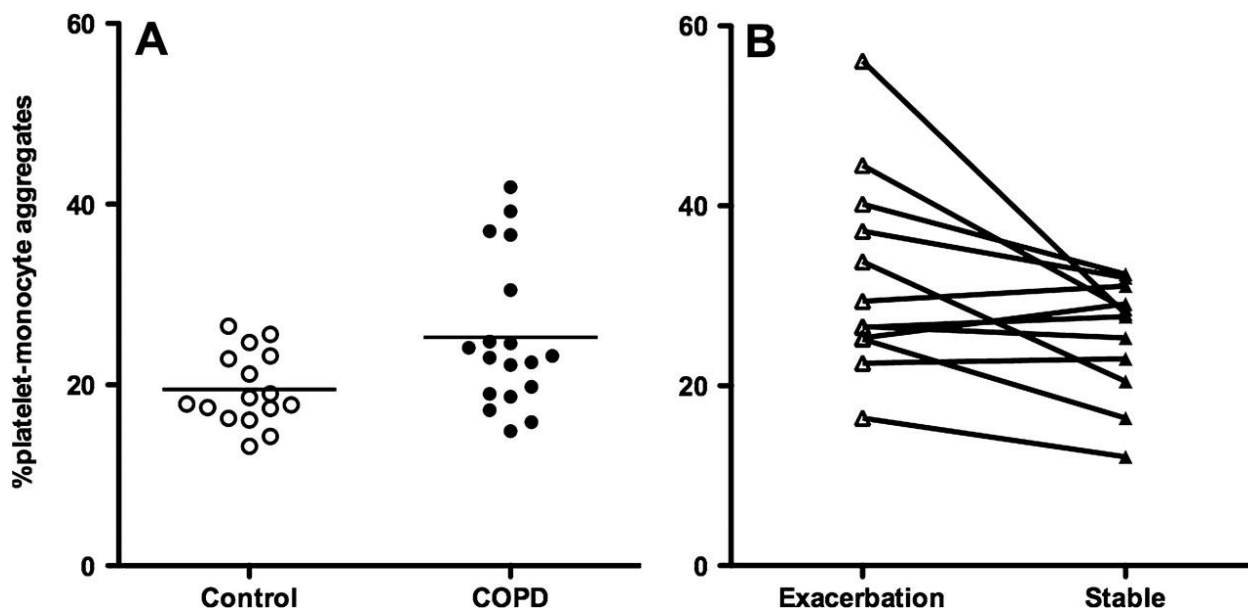 A
%platelet-monocyte aggregates
60
40
20
0
Control
COPD
B
60
40
20
0
Exacerbation
Stable